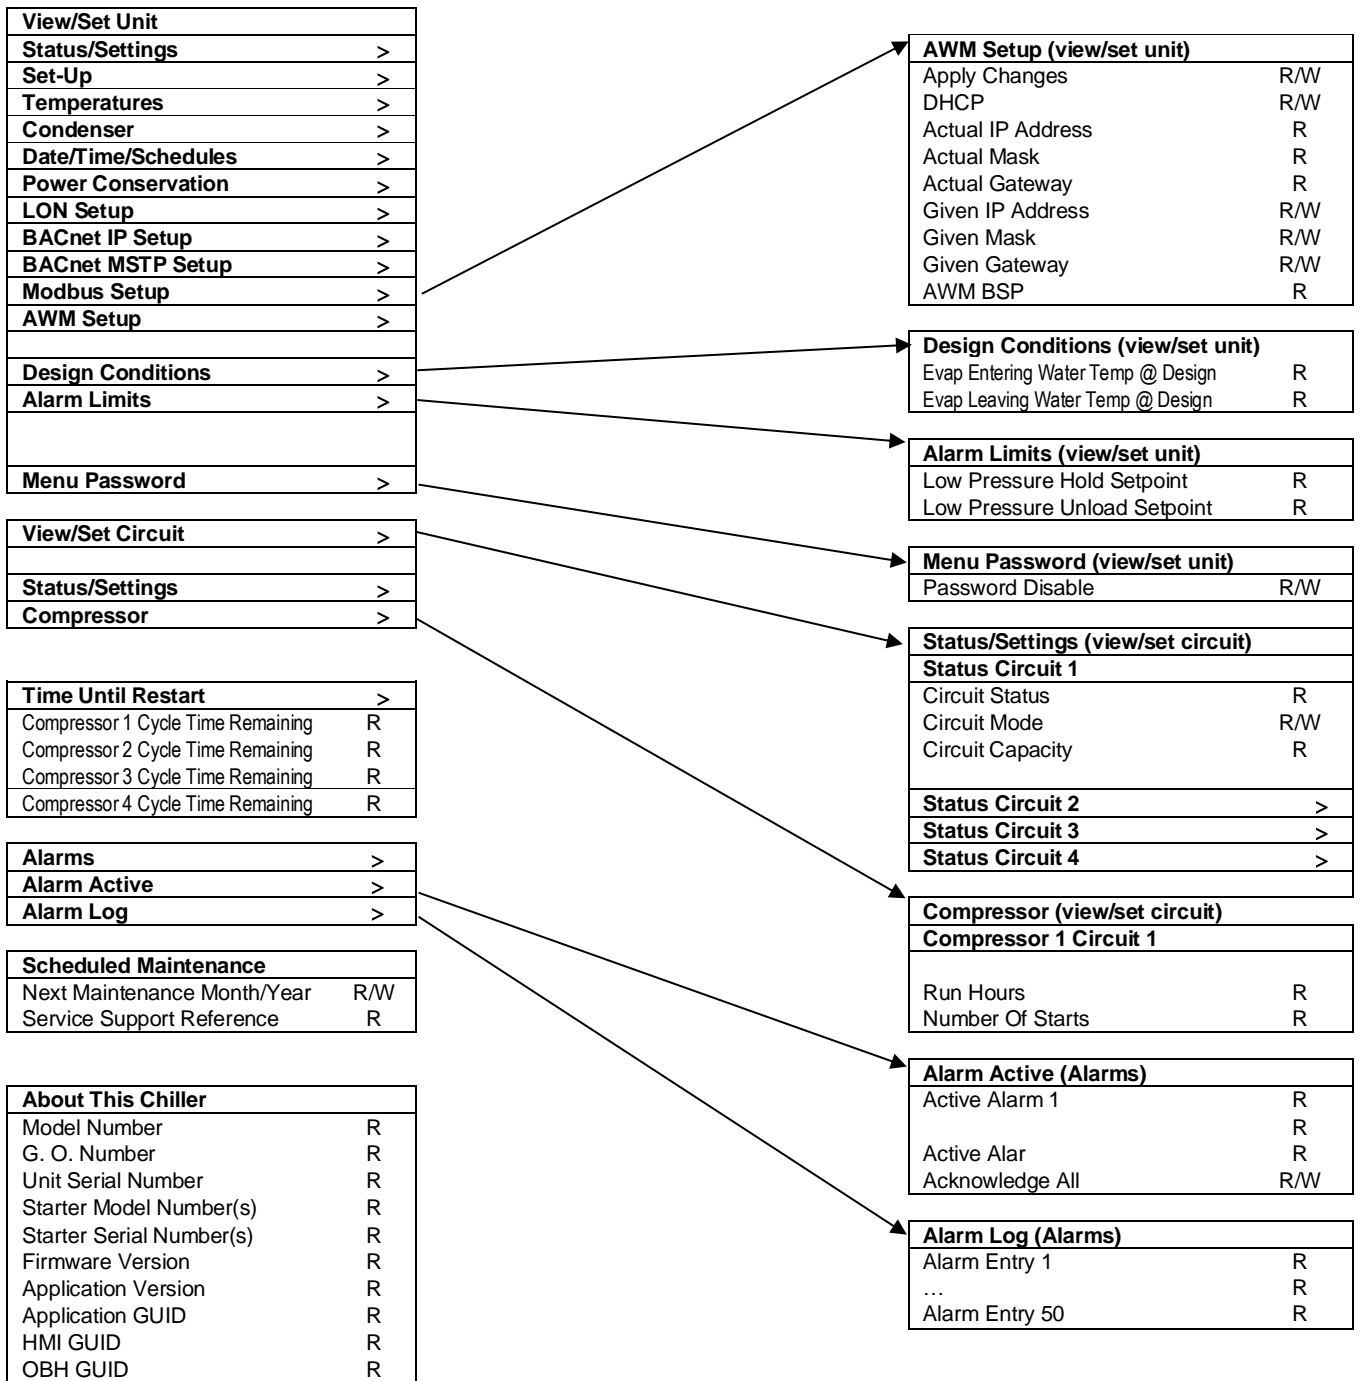 View/Set Unit
Status/Settings >
Set-Up >
Temperatures >
Condenser >
Date/Time/Schedules >
Power Conservation >
LON Setup >
BACnet IP Setup >
BACnet MSTP Setup >
Modbus Setup >
AWM Setup >
Design Conditions >
Alarm Limits >
Menu Password >
View/Set Circuit >
Status/Settings >
Compressor >
Time Until Restart >
Compressor 1 Cycle Time Remaining R
Compressor 2 Cycle Time Remaining R
Compressor 3 Cycle Time Remaining R
Compressor 4 Cycle Time Remaining R
Alarms >
Alarm Active >
Alarm Log >
Scheduled Maintenance
Next Maintenance Month/Year R/W
Service Support Reference R
About This Chiller
Model Number R
G. O. Number R
Unit Serial Number R
Starter Model Number(s) R
Starter Serial Number(s) R
Firmware Version R
Application Version R
Application GUID R
HMI GUID R
OBH GUID R
AWM Setup (view/set unit)
Apply Changes R/W
DHCP R/W
Actual IP Address R
Actual Mask R
Actual Gateway R
Given IP Address R/W
Given Mask R/W
Given Gateway R/W
AWM BSP R
Design Conditions (view/set unit)
Evap Entering Water Temp @ Design R
Evap Leaving Water Temp @ Design R
Alarm Limits (view/set unit)
Low Pressure Hold Setpoint R
Low Pressure Unload Setpoint R
Menu Password (view/set unit)
Password Disable R/W
Status/Settings (view/set circuit)
Status Circuit 1
Circuit Status R
Circuit Mode R/W
Circuit Capacity R
Status Circuit 2 >
Status Circuit 3 >
Status Circuit 4 >
Compressor (view/set circuit)
Compressor 1 Circuit 1
Run Hours R
Number Of Starts R
Alarm Active (Alarms)
Active Alarm 1 R
R
Active Alar R
Acknowledge All R/W
Alarm Log (Alarms)
Alarm Entry 1 R
… R
Alarm Entry 50 R